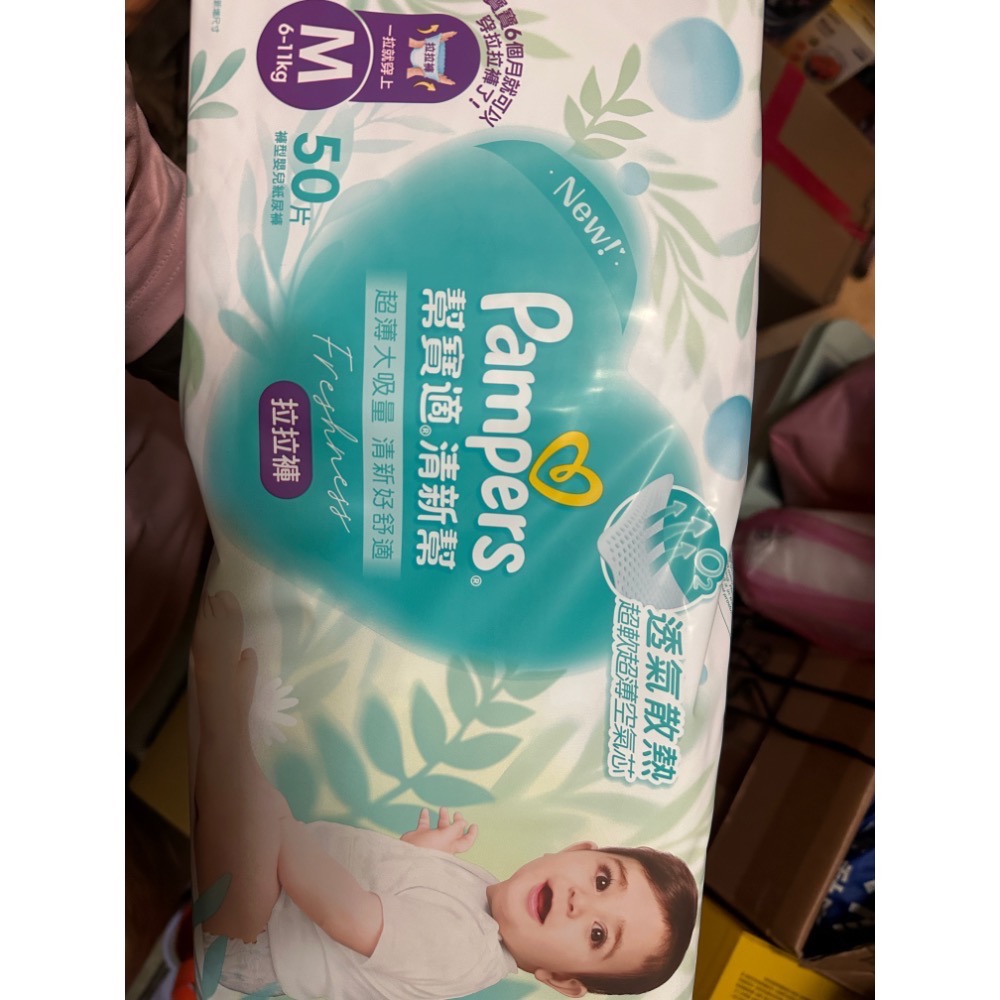 寶寶6個月就可以
穿拉拉褲了!
拉拉褲
一拉就穿上
M
6-11kg
50片
褲型嬰兒紙尿褲
New!
Pampers®
幫寶適®清新幫
超薄大吸量 清新好舒適
Freshness
拉拉褲
O2
透氣散熱
超軟超薄空氣芯